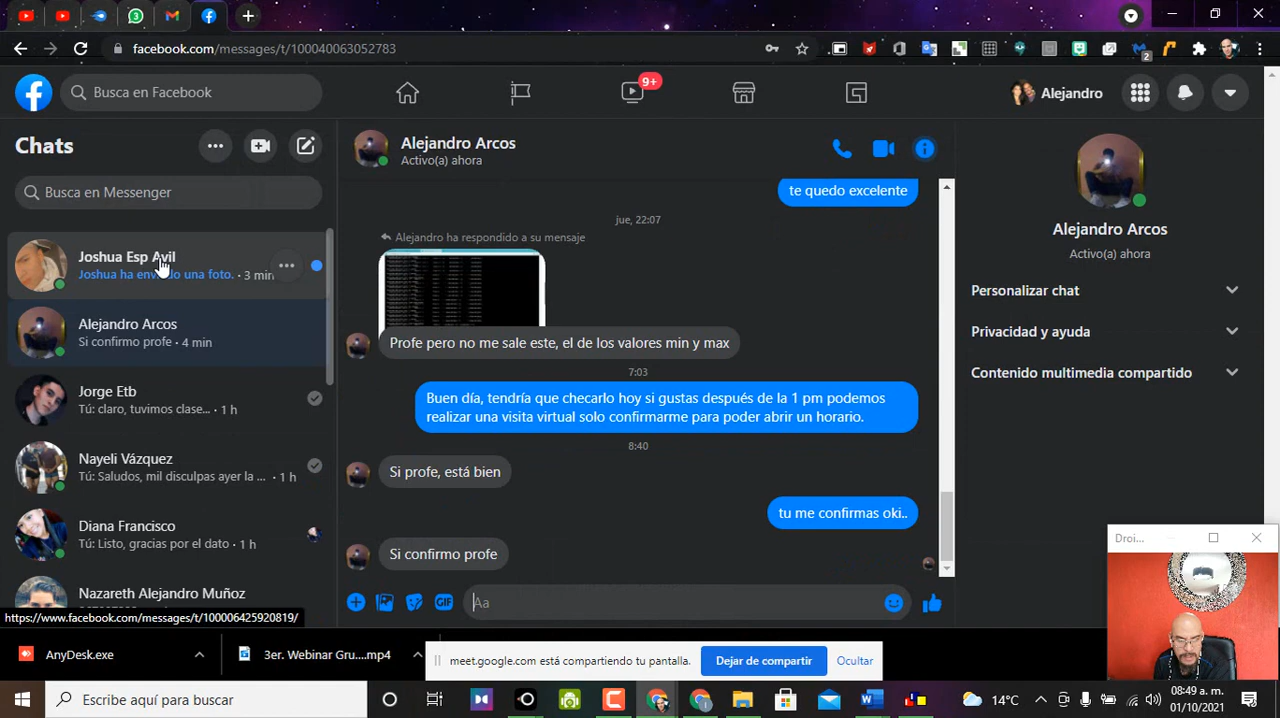 facebook.com/messages/t/100040063052783
2
Busca en Facebook
9+
Alejandro
Chats
Busca en Messenger
Joshua Esp Avil
Joshua ha una foto. · 3 min
Alejandro Arcos
Si confirmo profe · 4 min
Jorge Etb
Tú: claro, tuvimos clase... · 1 h
Nayeli Vázquez
Tú: Saludos, mil disculpas ayer la ... · 1 h
Diana Francisco
Tú: Listo, gracias por el dato · 1 h
Nazareth Alejandro Muñoz
https://www.facebook.com/messages/t/100006425920819/
Alejandro Arcos
Activo(a) ahora
te quedo excelente
jue, 22:07
Alejandro ha respondido a su mensaje
Profe pero no me sale este, el de los valores min y max
7:03
Buen día, tendría que checarlo hoy si gustas después de la 1 pm podemos
realizar una visita virtual solo confirmarme para poder abrir un horario.
8:40
Si profe, está bien
tu me confirmas oki..
Si confirmo profe
GIF
Aa
Alejandro Arcos
Activo(a) ahora
Personalizar chat
Privacidad y ayuda
Contenido multimedia compartido
Droi...
AnyDesk.exe
3er. Webinar Gru....mp4
meet.google.com está compartiendo tu pantalla.
Dejar de compartir
Ocultar
Escribe aquí para buscar
14°C
08:49 a. m.
01/10/2021